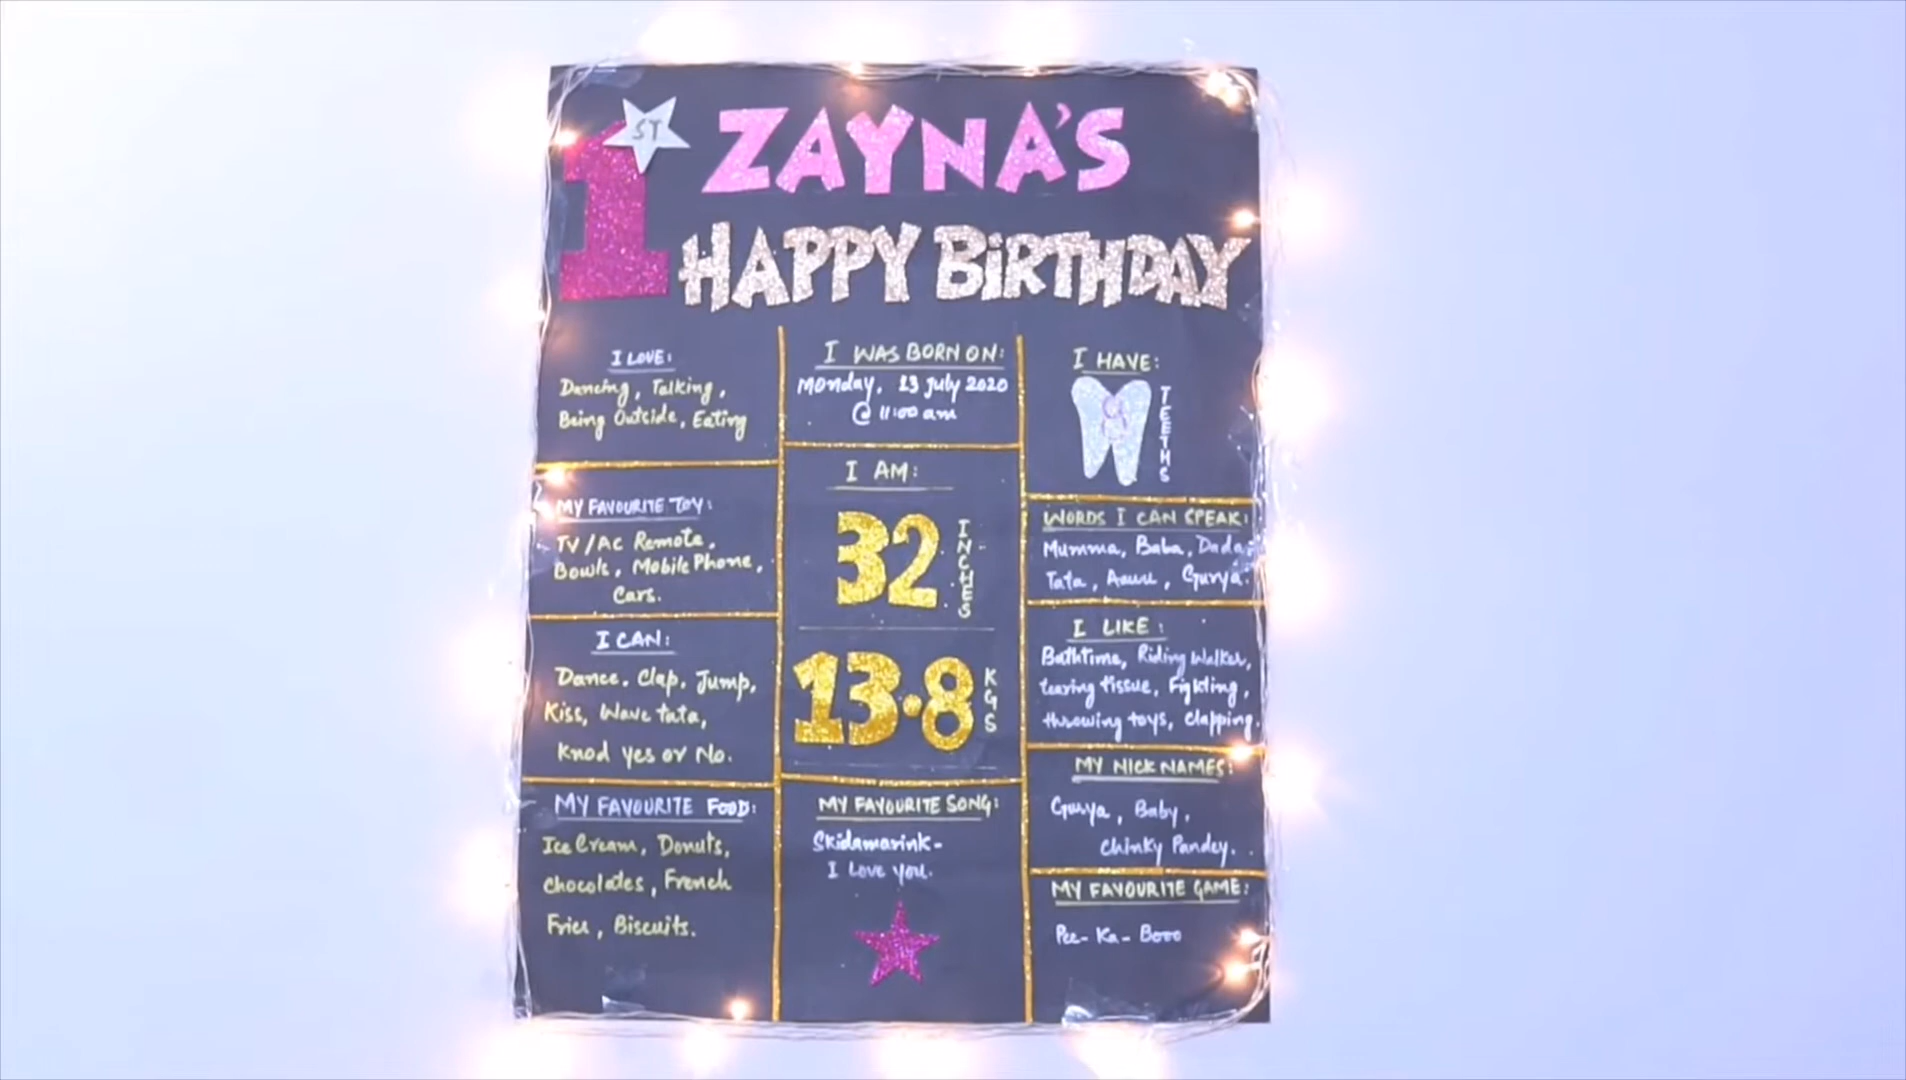 1 ST
ZAYNA'S
HAPPY BIRTHDAY
I LOVE:
Dancing, Talking,
Being Outside, Eating
MY FAVOURITE TOY:
TV/AC Remote,
Bowls, Mobile Phone,
Cars.
I CAN:
Dance, Clap, Jump,
Kiss, Wave tata,
Knod yes or No.
MY FAVOURITE FOOD:
Ice Cream, Donuts,
Chocolates, French
Fries, Biscuits.
I WAS BORN ON:
Monday, 13 July 2020
@ 11:00 am
I AM:
32 INCHES
13.8 KGS
MY FAVOURITE SONG:
Skidamarink-
I Love you.
I HAVE:
8 TEETHS
WORDS I CAN SPEAK:
Mumma, Baba, Dada,
Tata, Gurya.
I LIKE:
Bathtime, Riding Walker,
tearing tissue, Fighting,
throwing toys, clapping.
MY NICK NAMES:
Gurya, Baby,
Chinky Pandey.
MY FAVOURITE GAME:
Pee-Ka-Booo